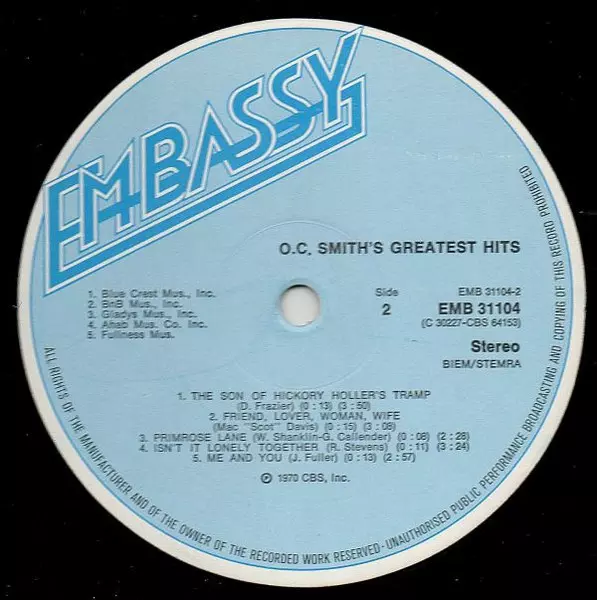 EMBASSY
O.C. SMITH'S GREATEST HITS
1. Blue Crest Mus., Inc.
2. BnB Mus., Inc.
3. Gladys Mus., Inc.
4. Ahab Mus. Co. Inc.
5. Fullness Mus.
Side
2
EMB 31104-2
EMB 31104
(C 30227-CBS 64153)
Stereo
BIEM/STEMRA
1. THE SON OF HICKORY HOLLER'S TRAMP
(D. Frazier) (0 : 13) (3 : 50)
2. FRIEND, LOVER, WOMAN, WIFE
(Mac "Scot" Davis) (0 : 15) (3 : 08)
3. PRIMROSE LANE (W. Shanklin-G. Callender) (0 : 08) (2 : 28)
4. ISN'T IT LONELY TOGETHER (R. Stevens) (0 : 11) (3 : 24)
5. ME AND YOU (J. Fuller) (0 : 13) (2 : 57)
℗ 1970 CBS, Inc.
ALL RIGHTS OF THE MANUFACTURER AND OF THE OWNER OF THE RECORDED WORK RESERVED - UNAUTHORISED PUBLIC PERFORMANCE BROADCASTING AND COPYING OF THIS RECORD PROHIBITED